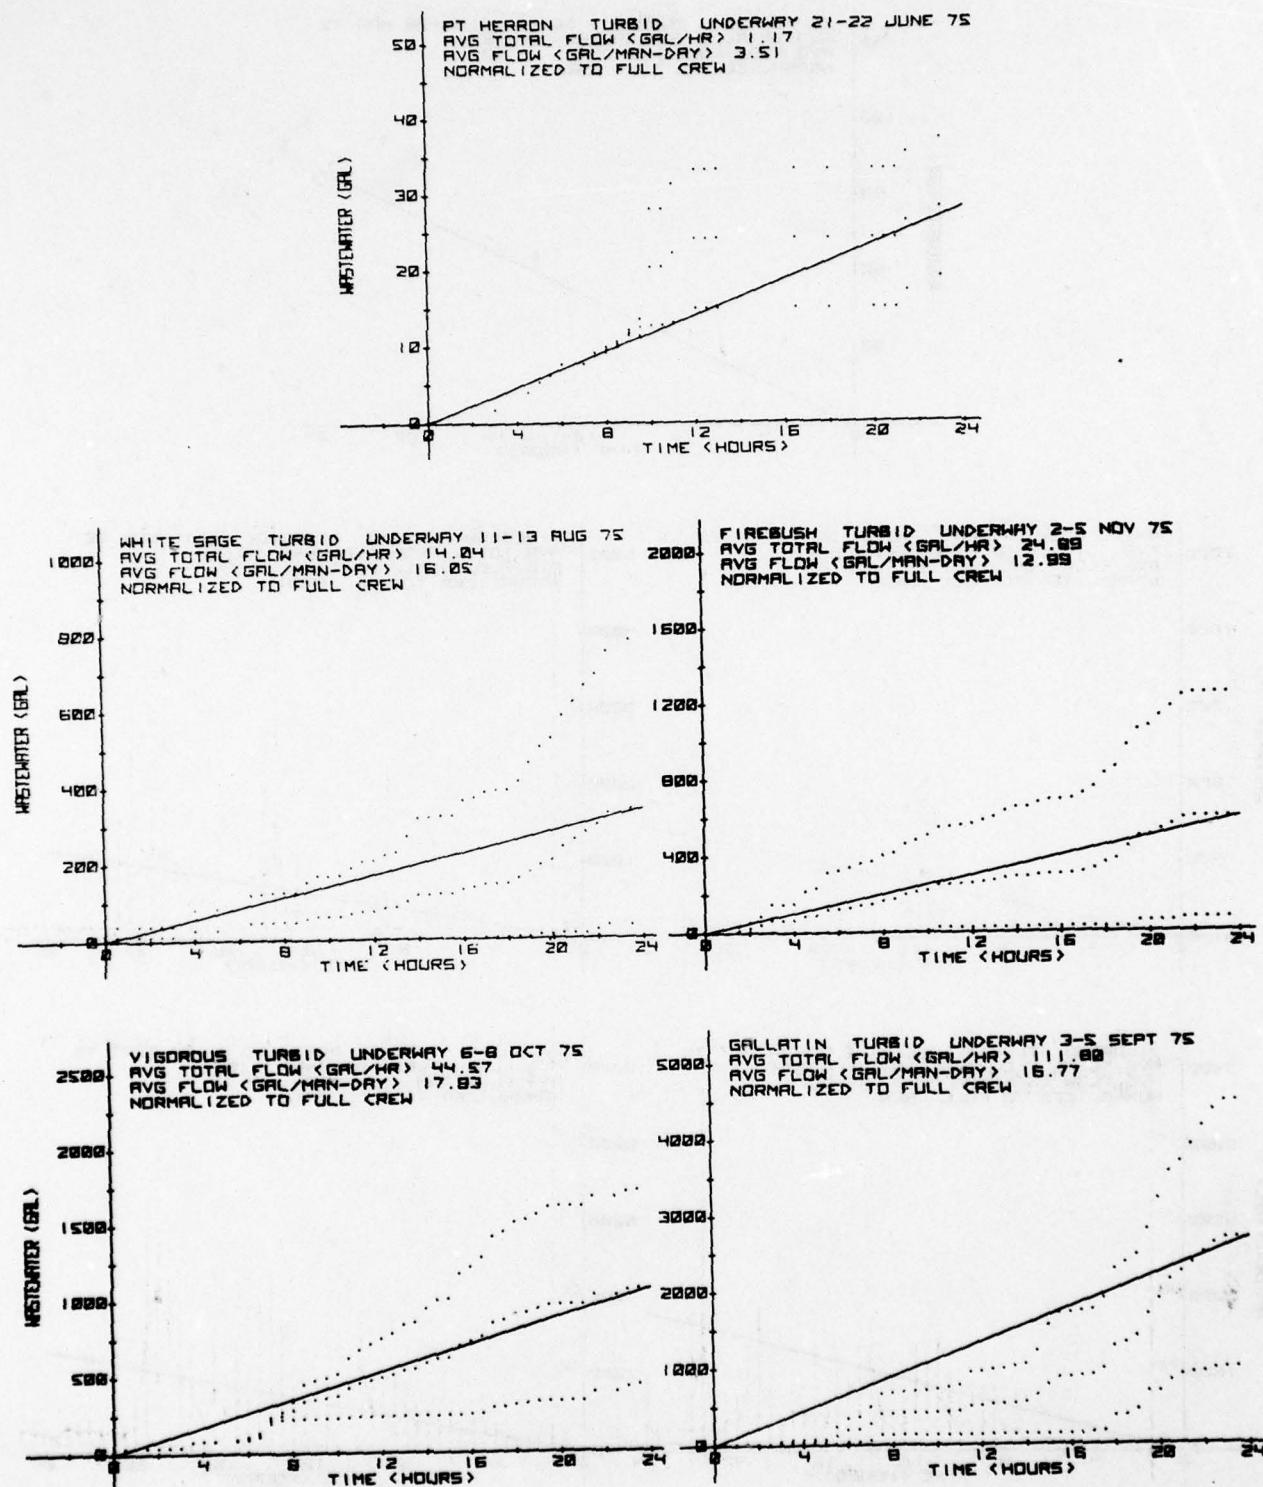 PT HERRON TURBID UNDERWAY 21-22 JUNE 75
AVG TOTAL FLOW <GAL/HR> 1.17
AVG FLOW <GAL/MAN-DAY> 3.51
NORMALIZED TO FULL CREW
50
40
30
20
10
0
WASTEWATER <GAL>
0 4 8 12 16 20 24
TIME <HOURS>
WHITE SAGE TURBID UNDERWAY 11-13 AUG 75
AVG TOTAL FLOW <GAL/HR> 14.04
AVG FLOW <GAL/MAN-DAY> 16.05
NORMALIZED TO FULL CREW
1000
800
600
400
200
0
WASTEWATER <GAL>
0 4 8 12 16 20 24
TIME <HOURS>
FIREBUSH TURBID UNDERWAY 2-5 NOV 75
AVG TOTAL FLOW <GAL/HR> 24.89
AVG FLOW <GAL/MAN-DAY> 12.99
NORMALIZED TO FULL CREW
2000
1600
1200
800
400
0
0 4 8 12 16 20 24
TIME <HOURS>
VIGOROUS TURBID UNDERWAY 6-8 OCT 75
AVG TOTAL FLOW <GAL/HR> 44.57
AVG FLOW <GAL/MAN-DAY> 17.83
NORMALIZED TO FULL CREW
2500
2000
1500
1000
500
0
WASTEWATER <GAL>
0 4 8 12 16 20 24
TIME <HOURS>
GALLATIN TURBID UNDERWAY 3-5 SEPT 75
AVG TOTAL FLOW <GAL/HR> 111.80
AVG FLOW <GAL/MAN-DAY> 16.77
NORMALIZED TO FULL CREW
5000
4000
3000
2000
1000
0
0 4 8 12 16 20 24
TIME <HOURS>